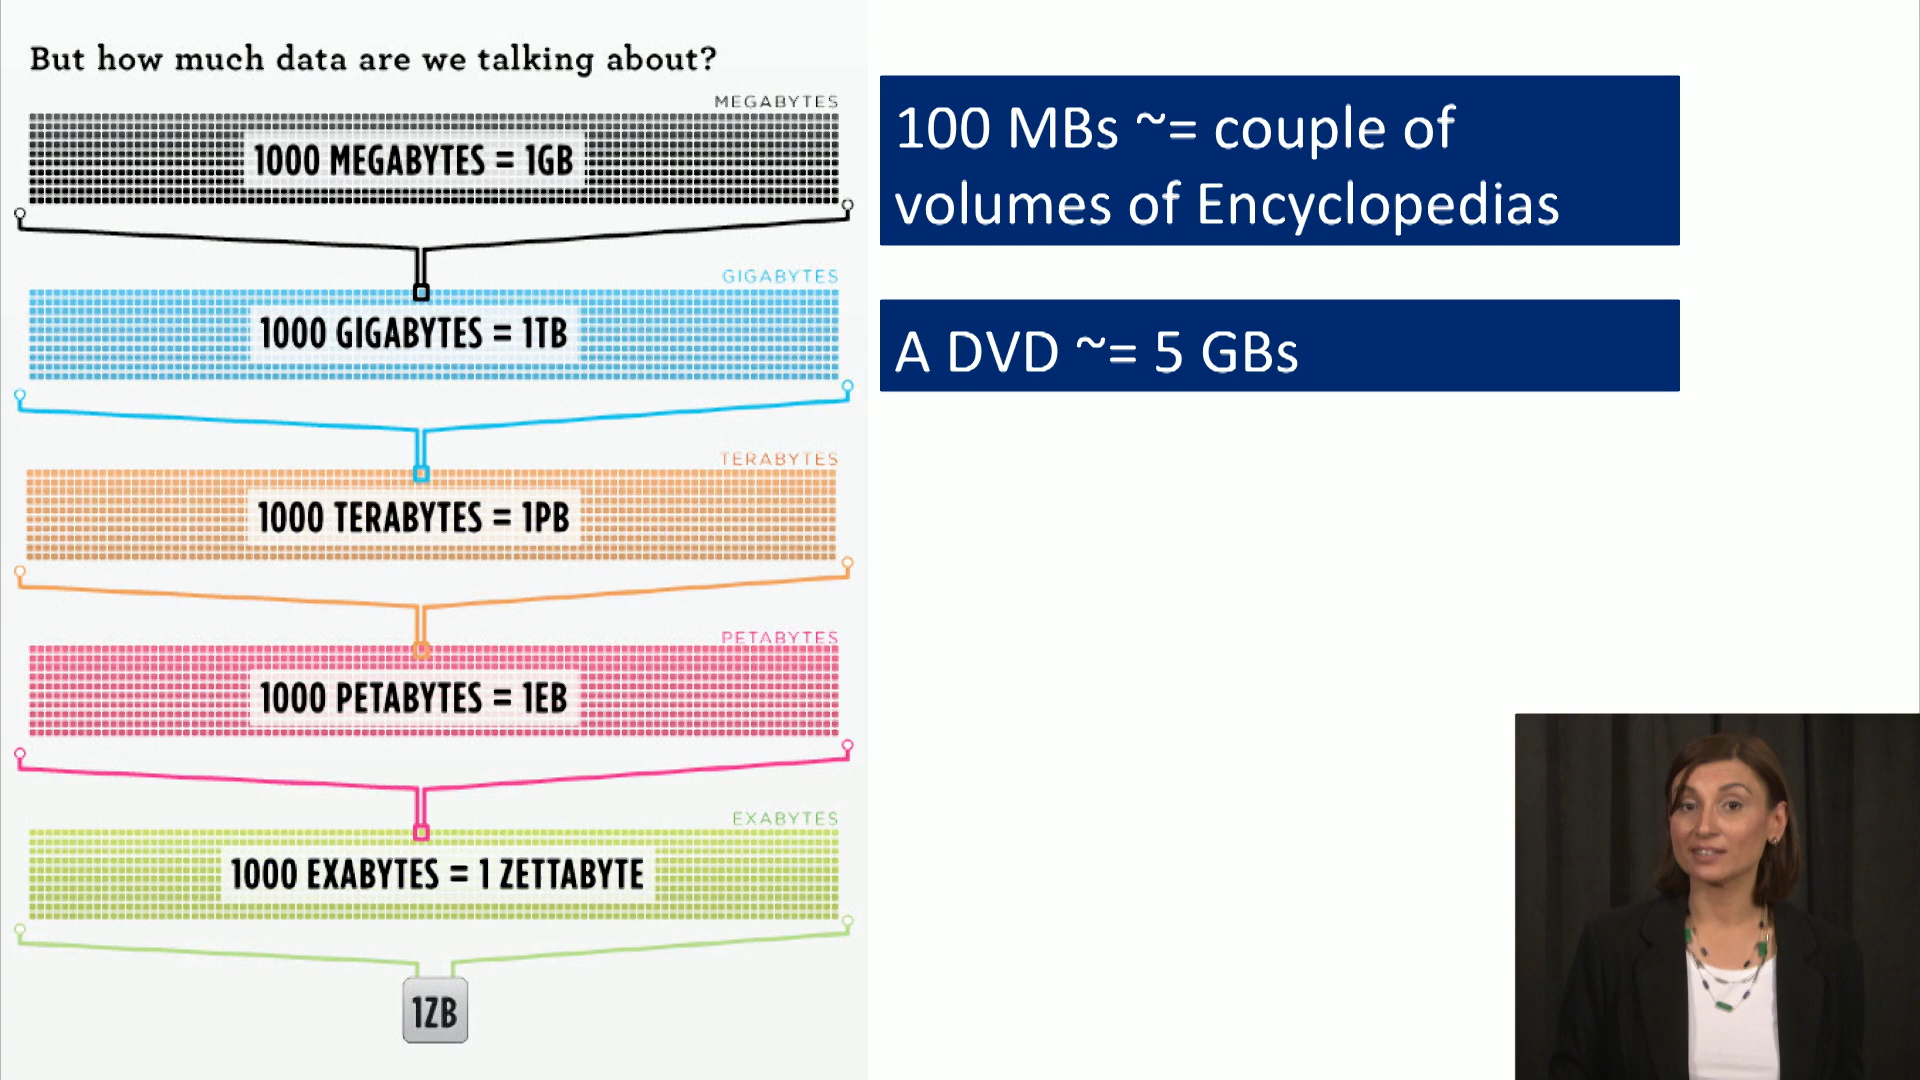 But how much data are we talking about?
MEGABYTES
1000 MEGABYTES = 1GB
GIGABYTES
1000 GIGABYTES = 1TB
TERABYTES
1000 TERABYTES = 1PB
PETABYTES
1000 PETABYTES = 1EB
EXABYTES
1000 EXABYTES = 1 ZETTABYTE
1ZB
100 MBs ~= couple of
volumes of Encyclopedias
A DVD ~= 5 GBs